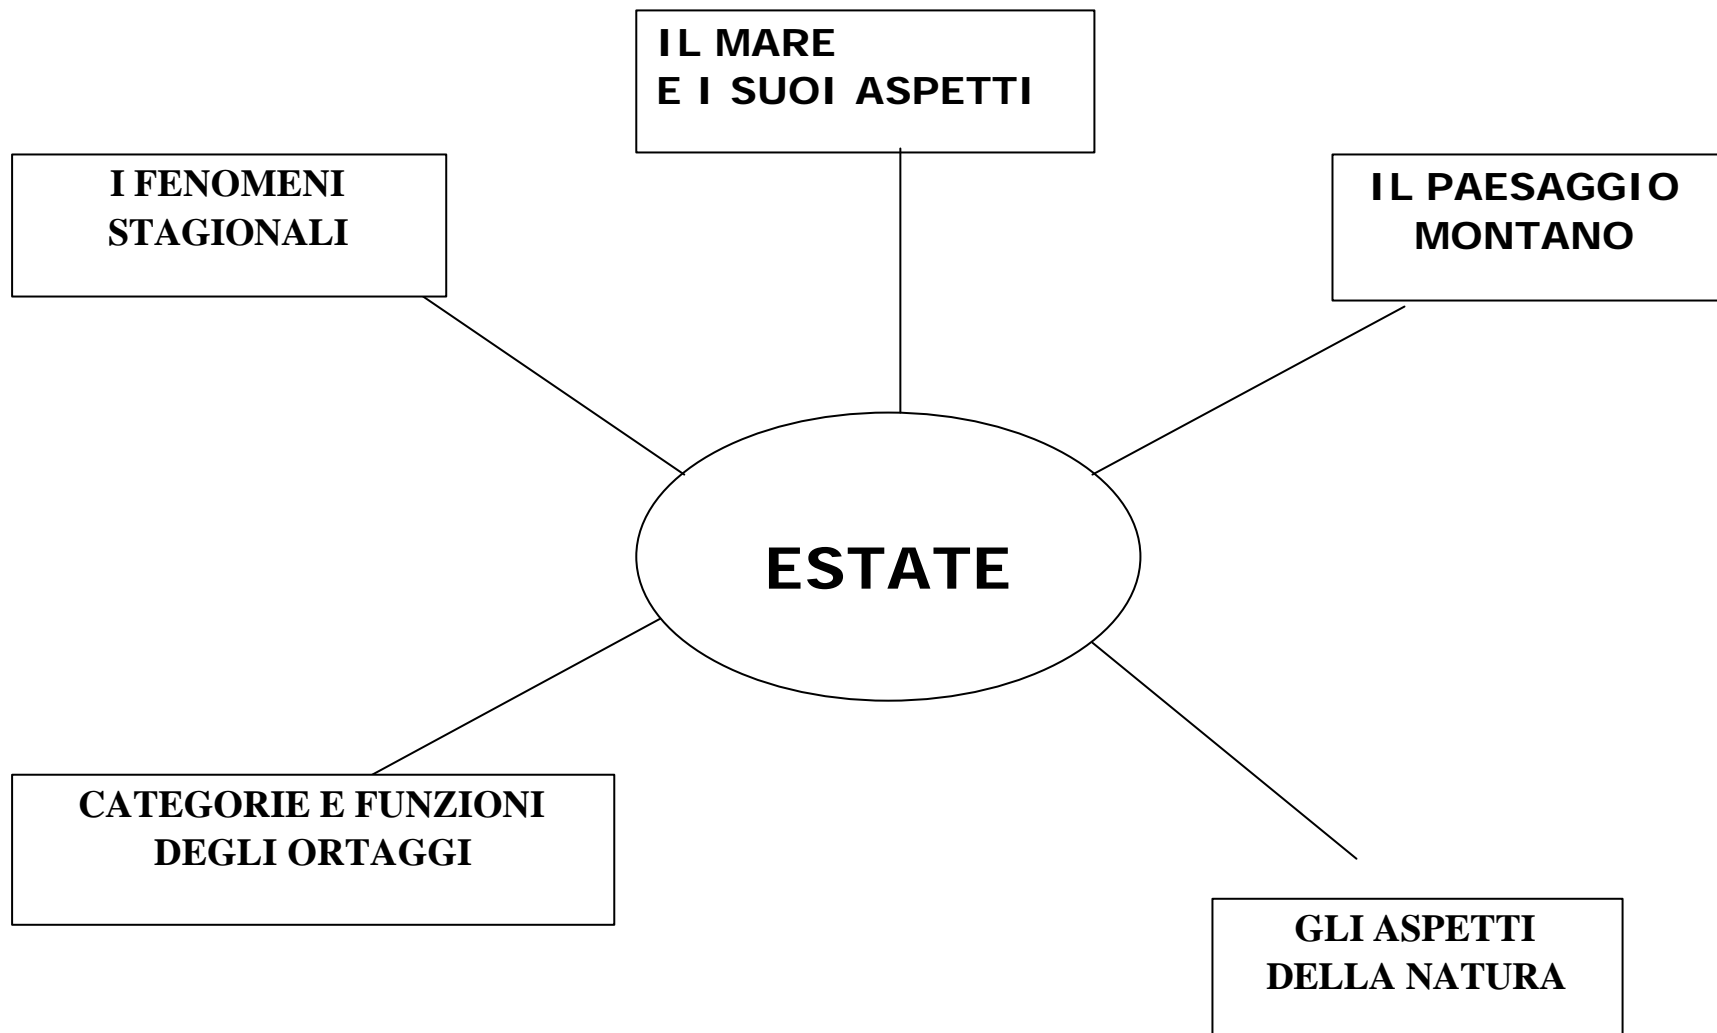 IL MARE
E I SUOI ASPETTI
I FENOMENI
STAGIONALI
IL PAESAGGIO
MONTANO
ESTATE
CATEGORIE E FUNZIONI
DEGLI ORTAGGI
GLI ASPETTI
DELLA NATURA